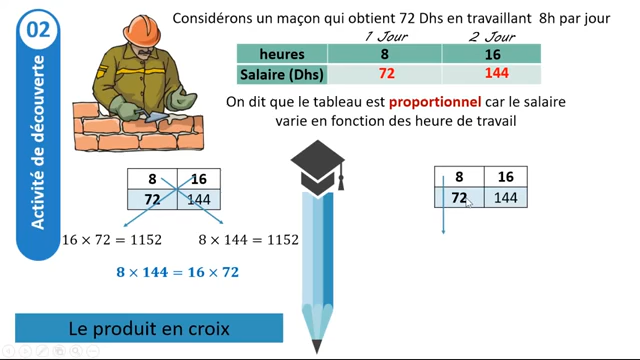 02
Activité de découverte
Considérons un maçon qui obtient 72 Dhs en travaillant 8h par jour
1 Jour 2 Jour
heures 8 16
Salaire (Dhs) 72 144
On dit que le tableau est proportionnel car le salaire
varie en fonction des heure de travail
8 16
72 144
16 × 72 = 1152 8 × 144 = 1152
8 × 144 = 16 × 72
8 16
72 144
Le produit en croix